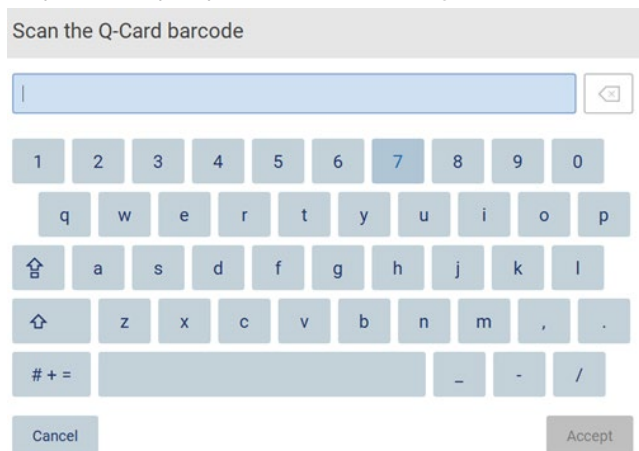 Scan the Q-Card barcode
1 2 3 4 5 6 7 8 9 0
q w e r t y u i o p
a s d f g h j k l
z x c v b n m , .
# + = _ - /
Cancel Accept